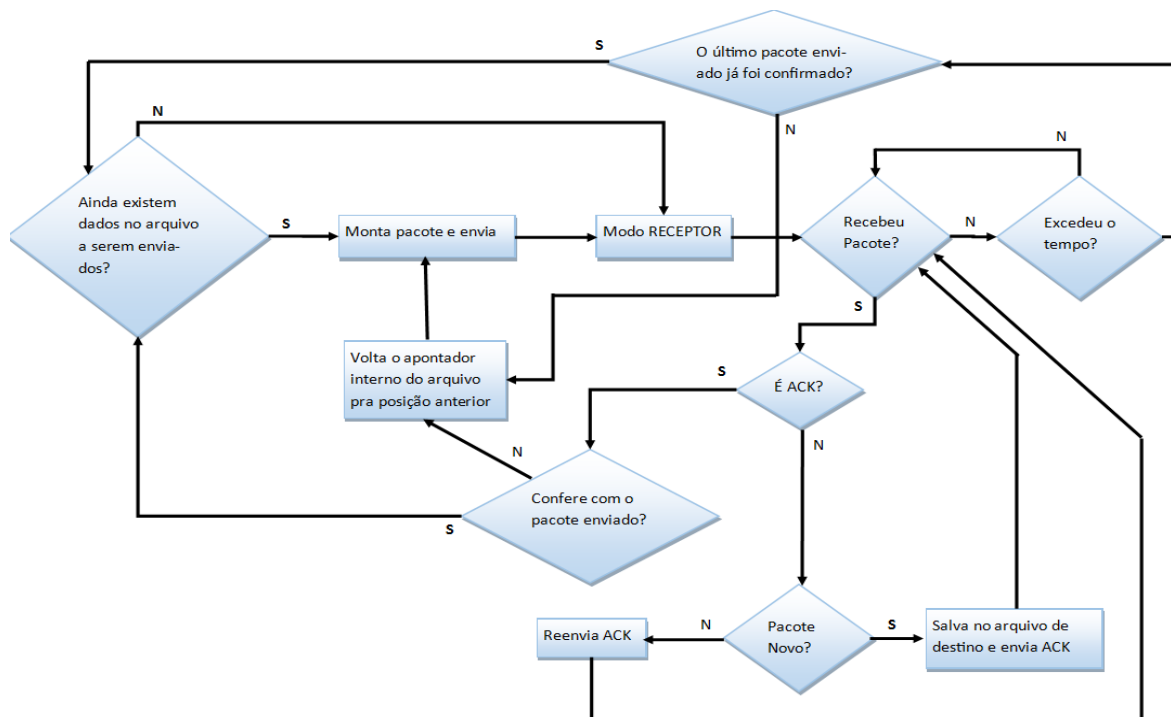 S
O último pacote envi-
ado já foi confirmado?
N
N
N
Ainda existem
dados no arquivo
a serem envia-
dos?
S
Monta pacote e envia
Modo RECEPTOR
Recebeu
Pacote?
N
Excedeu o
tempo?
S
Volta o apontador
interno do arquivo
pra posição anterior
S
É ACK?
N
N
Confere com o
pacote enviado?
S
Reenvia ACK
N
Pacote
Novo?
S
Salva no arquivo de
destino e envia ACK